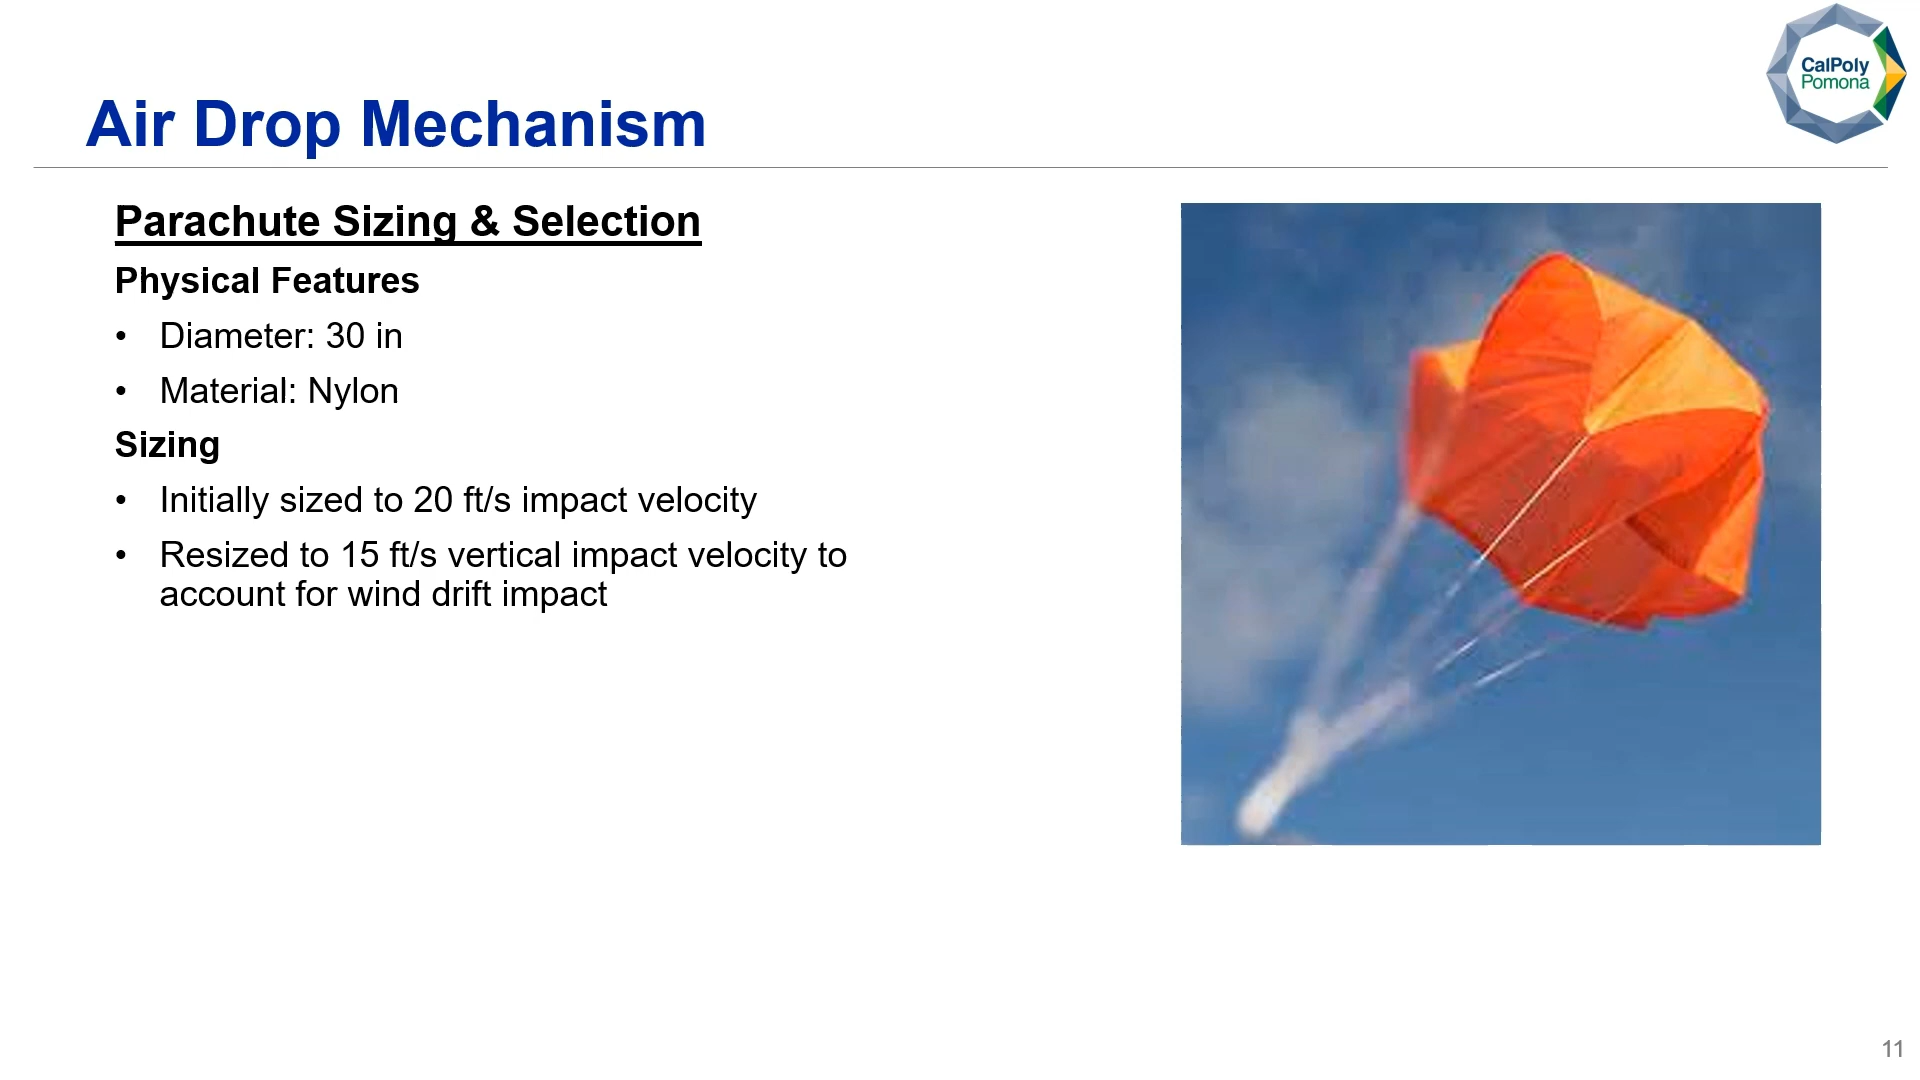 CalPoly
Pomona
Air Drop Mechanism
Parachute Sizing & Selection
Physical Features
• Diameter: 30 in
• Material: Nylon
Sizing
• Initially sized to 20 ft/s impact velocity
• Resized to 15 ft/s vertical impact velocity to
account for wind drift impact
11